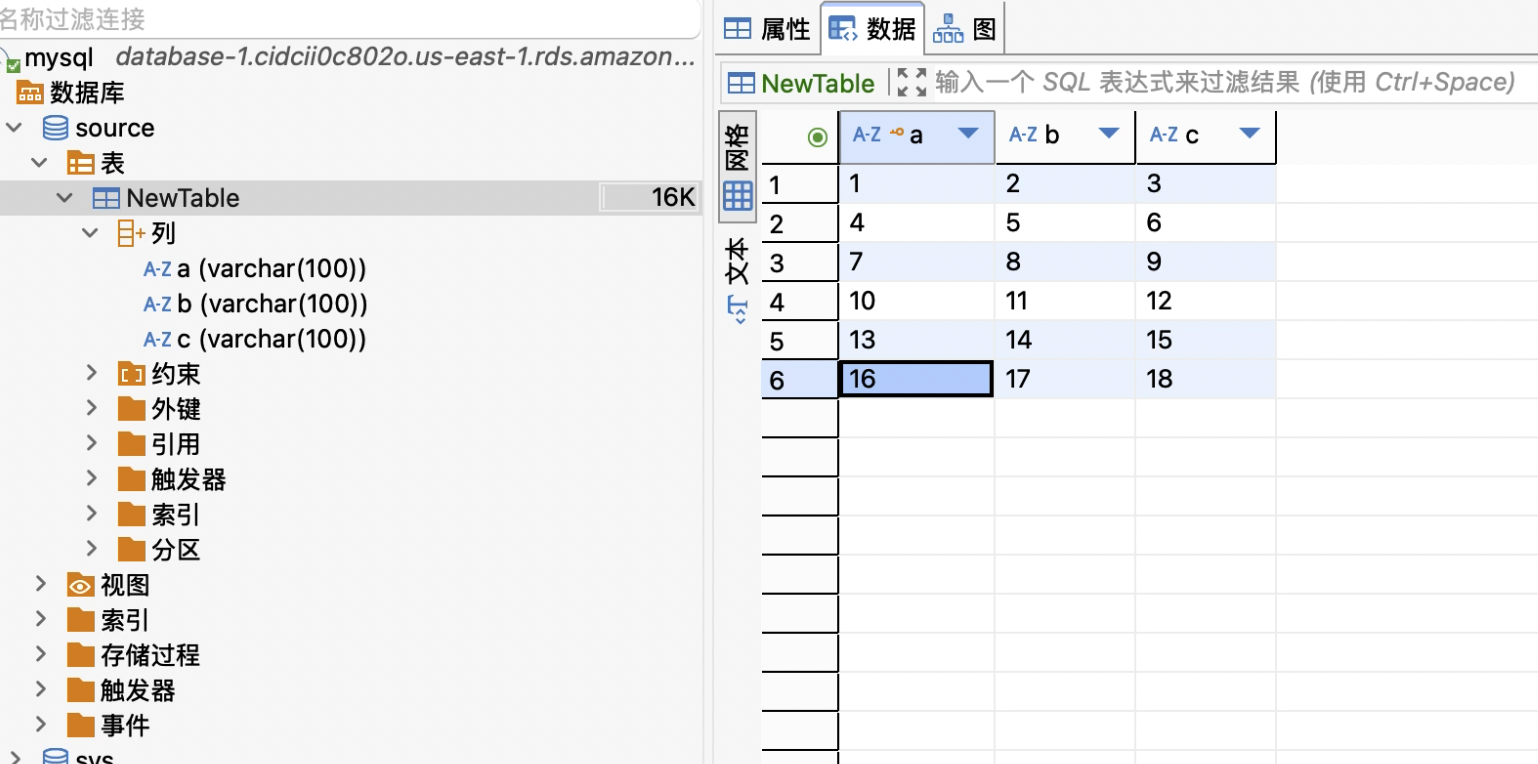 名称过滤连接
mysql database-1.cidcii0c802o.us-east-1.rds.amazon...
数据库
source
表
NewTable 16K
列
A-Z a (varchar(100))
A-Z b (varchar(100))
A-Z c (varchar(100))
约束
外键
引用
触发器
索引
分区
视图
索引
存储过程
触发器
事件
sys
属性 数据 图
NewTable 输入一个 SQL 表达式来过滤结果 (使用 Ctrl+Space)
网格
文本
A-Z a A-Z b A-Z c
1 1 2 3
2 4 5 6
3 7 8 9
4 10 11 12
5 13 14 15
6 16 17 18